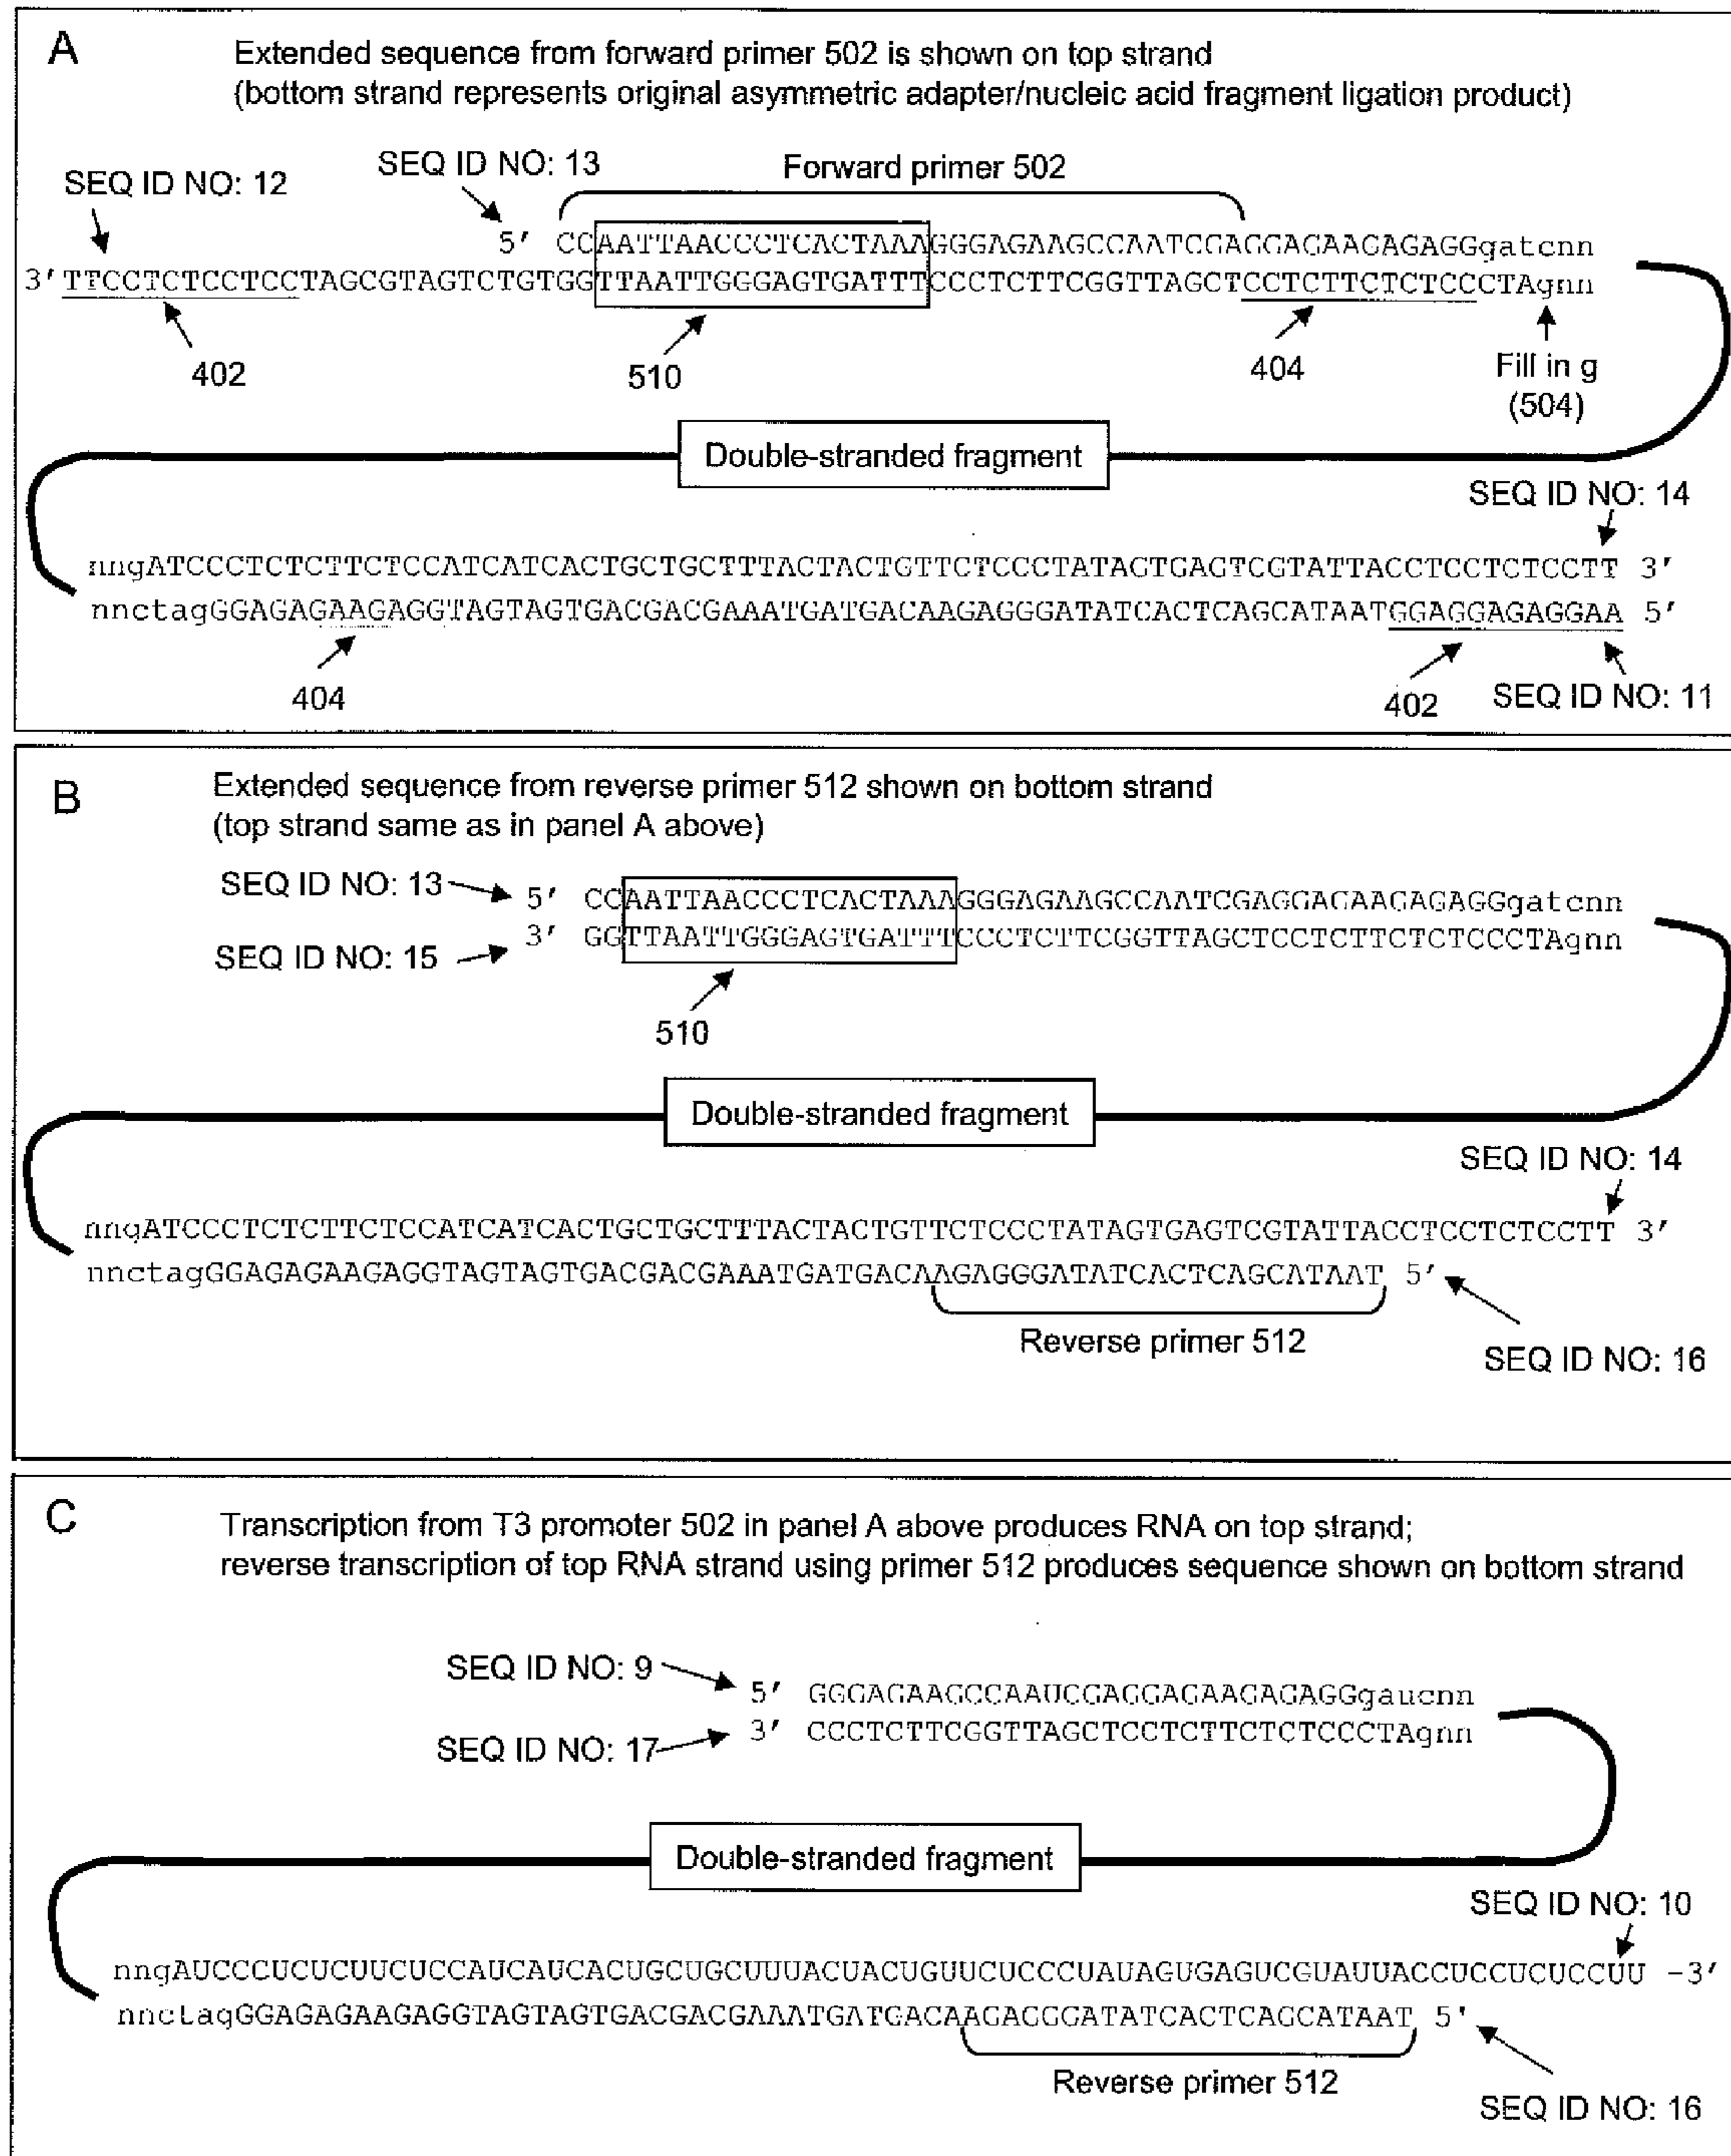 A
Extended sequence from forward primer 502 is shown on top strand
(bottom strand represents original asymmetric adapter/nucleic acid fragment ligation product)
SEQ ID NO: 12
SEQ ID NO: 13
Forward primer 502
5′ CCAATTAACCCTCACTAAAGGGAGAAGCCAATCGAGGAGAAGAGAGGgatcnn
3′TTCCTCTCCTCCTAGCGTAGTCTGTGGTTAATTGGGAGTGATTTCCCTCTTCGGTTAGCTCCTCTTCTCTCCCTAgnn
402
510
404
Fill in g
(504)
Double-stranded fragment
SEQ ID NO: 14
nngATCCCTCTCTTCTCCATCATCACTGCTGCTTTACTACTGTTCTCCCTATAGTGAGTCGTATTACCTCCTCTCCTT 3′
nnctagGGAGAGAAGAGGTAGTAGTGACGACGAAATGATGACAAGAGGGATATCACTCAGCATAATGGAGGAGAGGAA 5′
404
402
SEQ ID NO: 11
B
Extended sequence from reverse primer 512 shown on bottom strand
(top strand same as in panel A above)
SEQ ID NO: 13
5′ CCAATTAACCCTCACTAAAGGGAGAAGCCAATCGAGGAGAAGAGAGGgatcnn
3′ GGTTAATTGGGAGTGATTTCCCTCTTCGGTTAGCTCCTCTTCTCTCCCTAgnn
SEQ ID NO: 15
510
Double-stranded fragment
SEQ ID NO: 14
nngATCCCTCTCTTCTCCATCATCACTGCTGCTTTACTACTGTTCTCCCTATAGTGAGTCGTATTACCTCCTCTCCTT 3′
nnctagGGAGAGAAGAGGTAGTAGTGACGACGAAATGATGACAAGAGGGATATCACTCAGCATAAT 5′
Reverse primer 512
SEQ ID NO: 16
C
Transcription from T3 promoter 502 in panel A above produces RNA on top strand;
reverse transcription of top RNA strand using primer 512 produces sequence shown on bottom strand
SEQ ID NO: 9
5′ GGGAGAAGCCAAUCGAGGAGAAGAGAGGgaucnn
3′ CCCTCTTCGGTTAGCTCCTCTTCTCTCCCTAgnn
SEQ ID NO: 17
Double-stranded fragment
SEQ ID NO: 10
nngAUCCCUCUCUUCUCCAUCAUCACUGCUGCUUUACUACUGUUCUCCCUAUAGUGAGUCGUAUUACCUCCUCUCCUU -3′
nnctagGGAGAGAAGAGGTAGTAGTGACGACGAAATGATGACAAGAGGGATATCACTCAGCATAAT 5′
Reverse primer 512
SEQ ID NO: 16